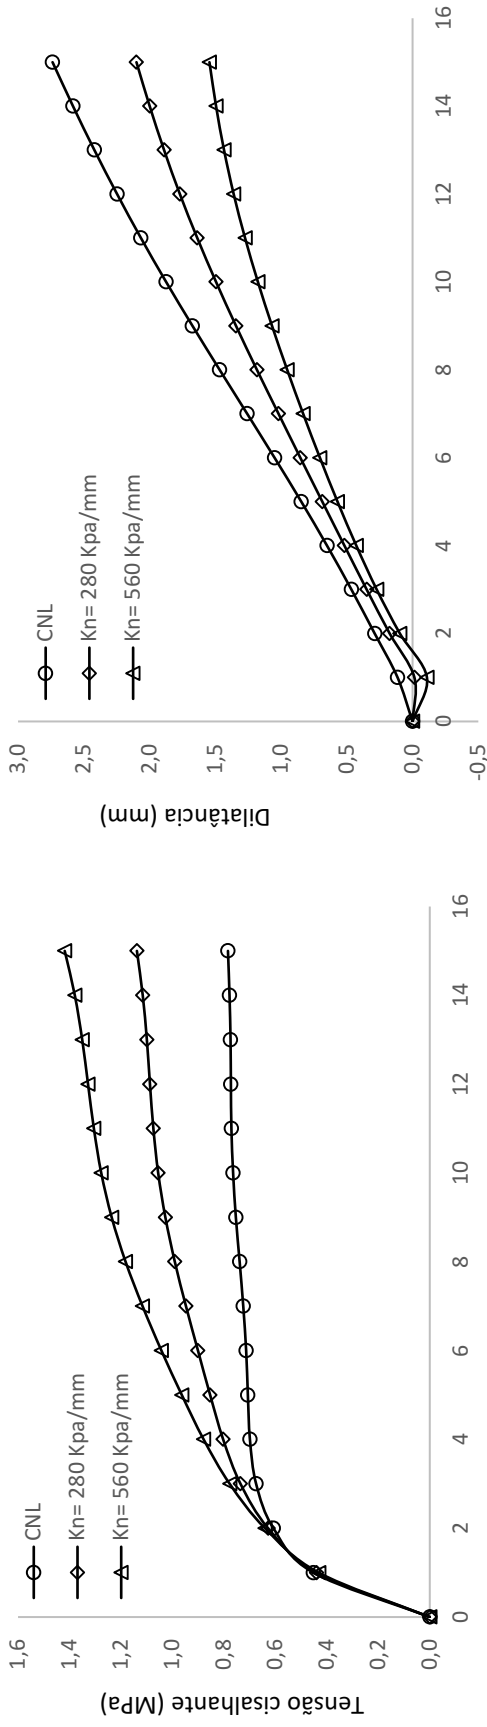 Tensão cisalhante (MPa)
1,6
1,4
1,2
1,0
0,8
0,6
0,4
0,2
0,0
CNL
Kn= 280 Kpa/mm
Kn= 560 Kpa/mm
0 2 4 6 8 10 12 14 16
Dilatância (mm)
3,0
2,5
2,0
1,5
1,0
0,5
0,0
-0,5
CNL
Kn= 280 Kpa/mm
Kn= 560 Kpa/mm
0 2 4 6 8 10 12 14 16